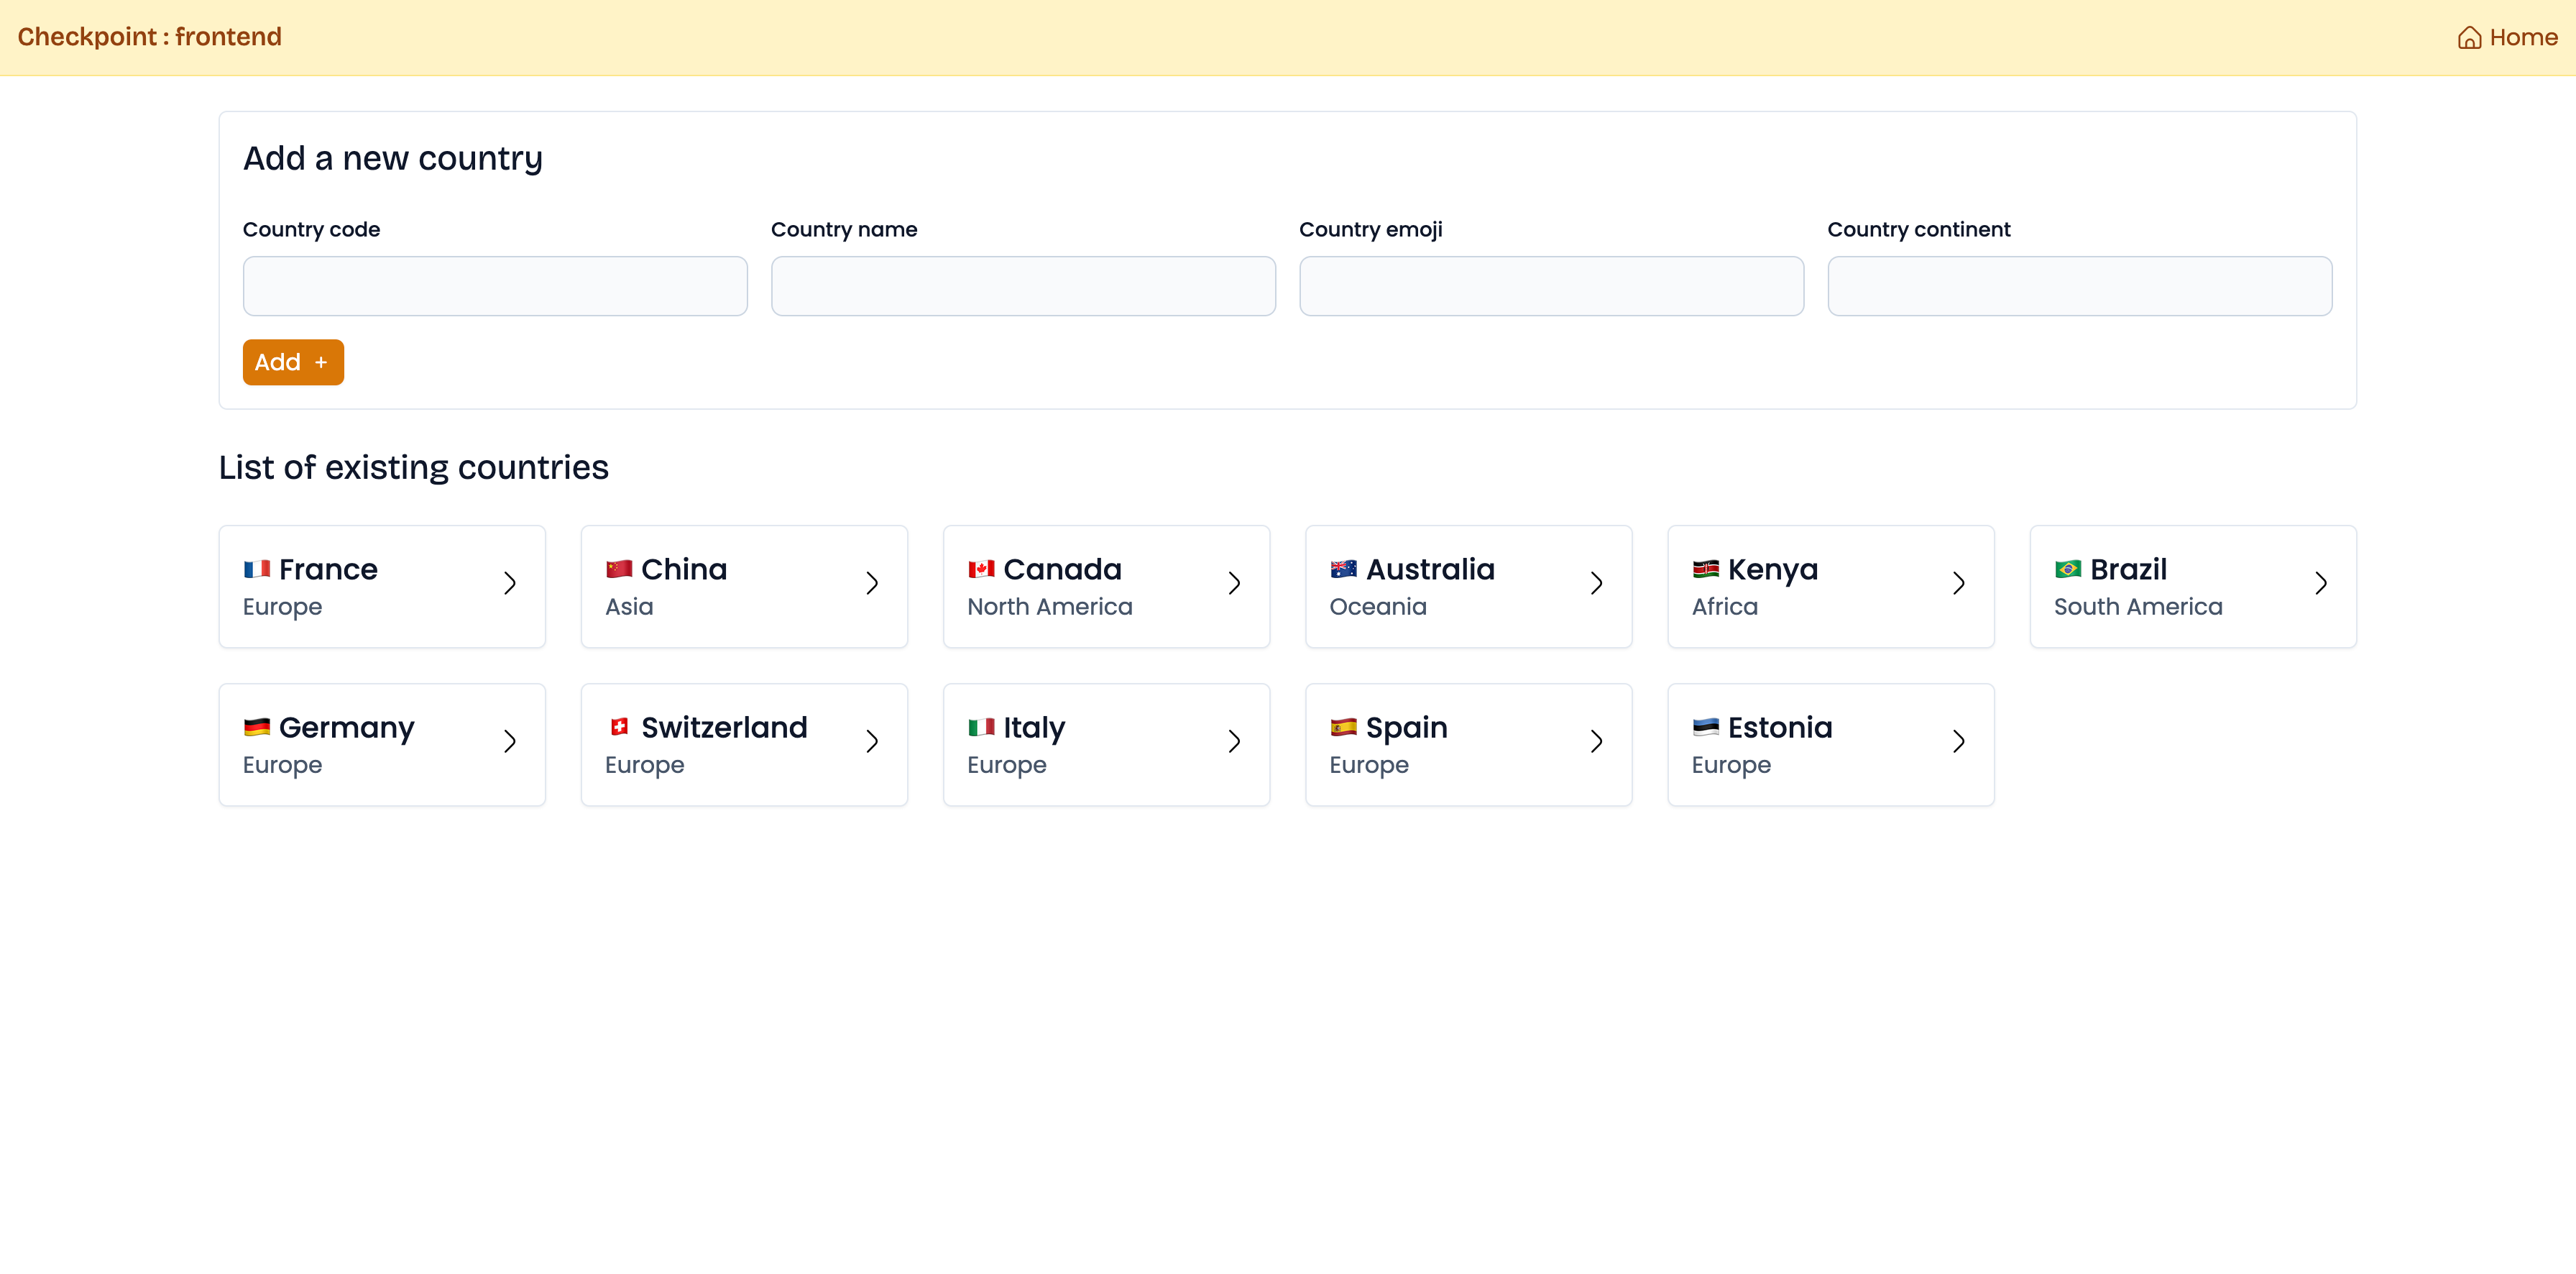 Checkpoint : frontend
Home
Add a new country
Country code
Country name
Country emoji
Country continent
Add +
List of existing countries
🇫🇷 France
Europe
🇨🇳 China
Asia
🇨🇦 Canada
North America
🇦🇺 Australia
Oceania
🇰🇪 Kenya
Africa
🇧🇷 Brazil
South America
🇩🇪 Germany
Europe
🇨🇭 Switzerland
Europe
🇮🇹 Italy
Europe
🇪🇸 Spain
Europe
🇪🇪 Estonia
Europe